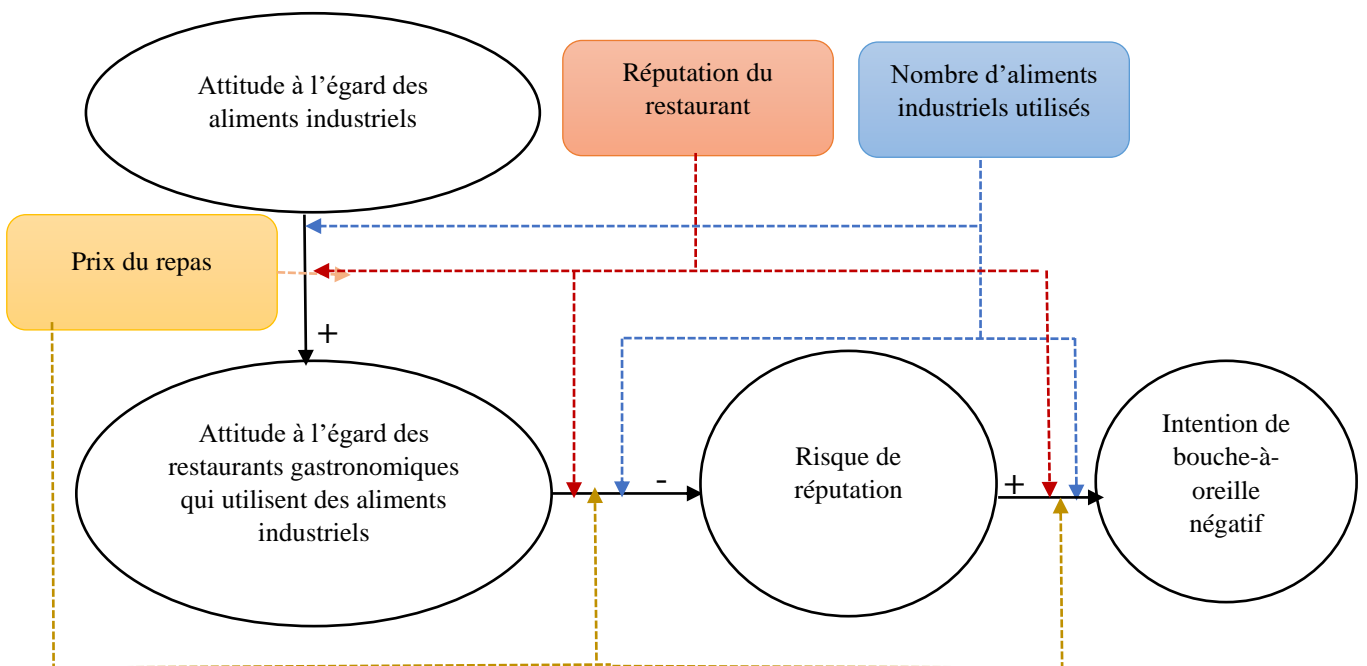 Attitude à l’égard des
aliments industriels
Réputation du
restaurant
Nombre d’aliments
industriels utilisés
Prix du repas
+
Attitude à l’égard des
restaurants gastronomiques
qui utilisent des aliments
industriels
-
Risque de
réputation
+
Intention de
bouche-à-
oreille
négatif